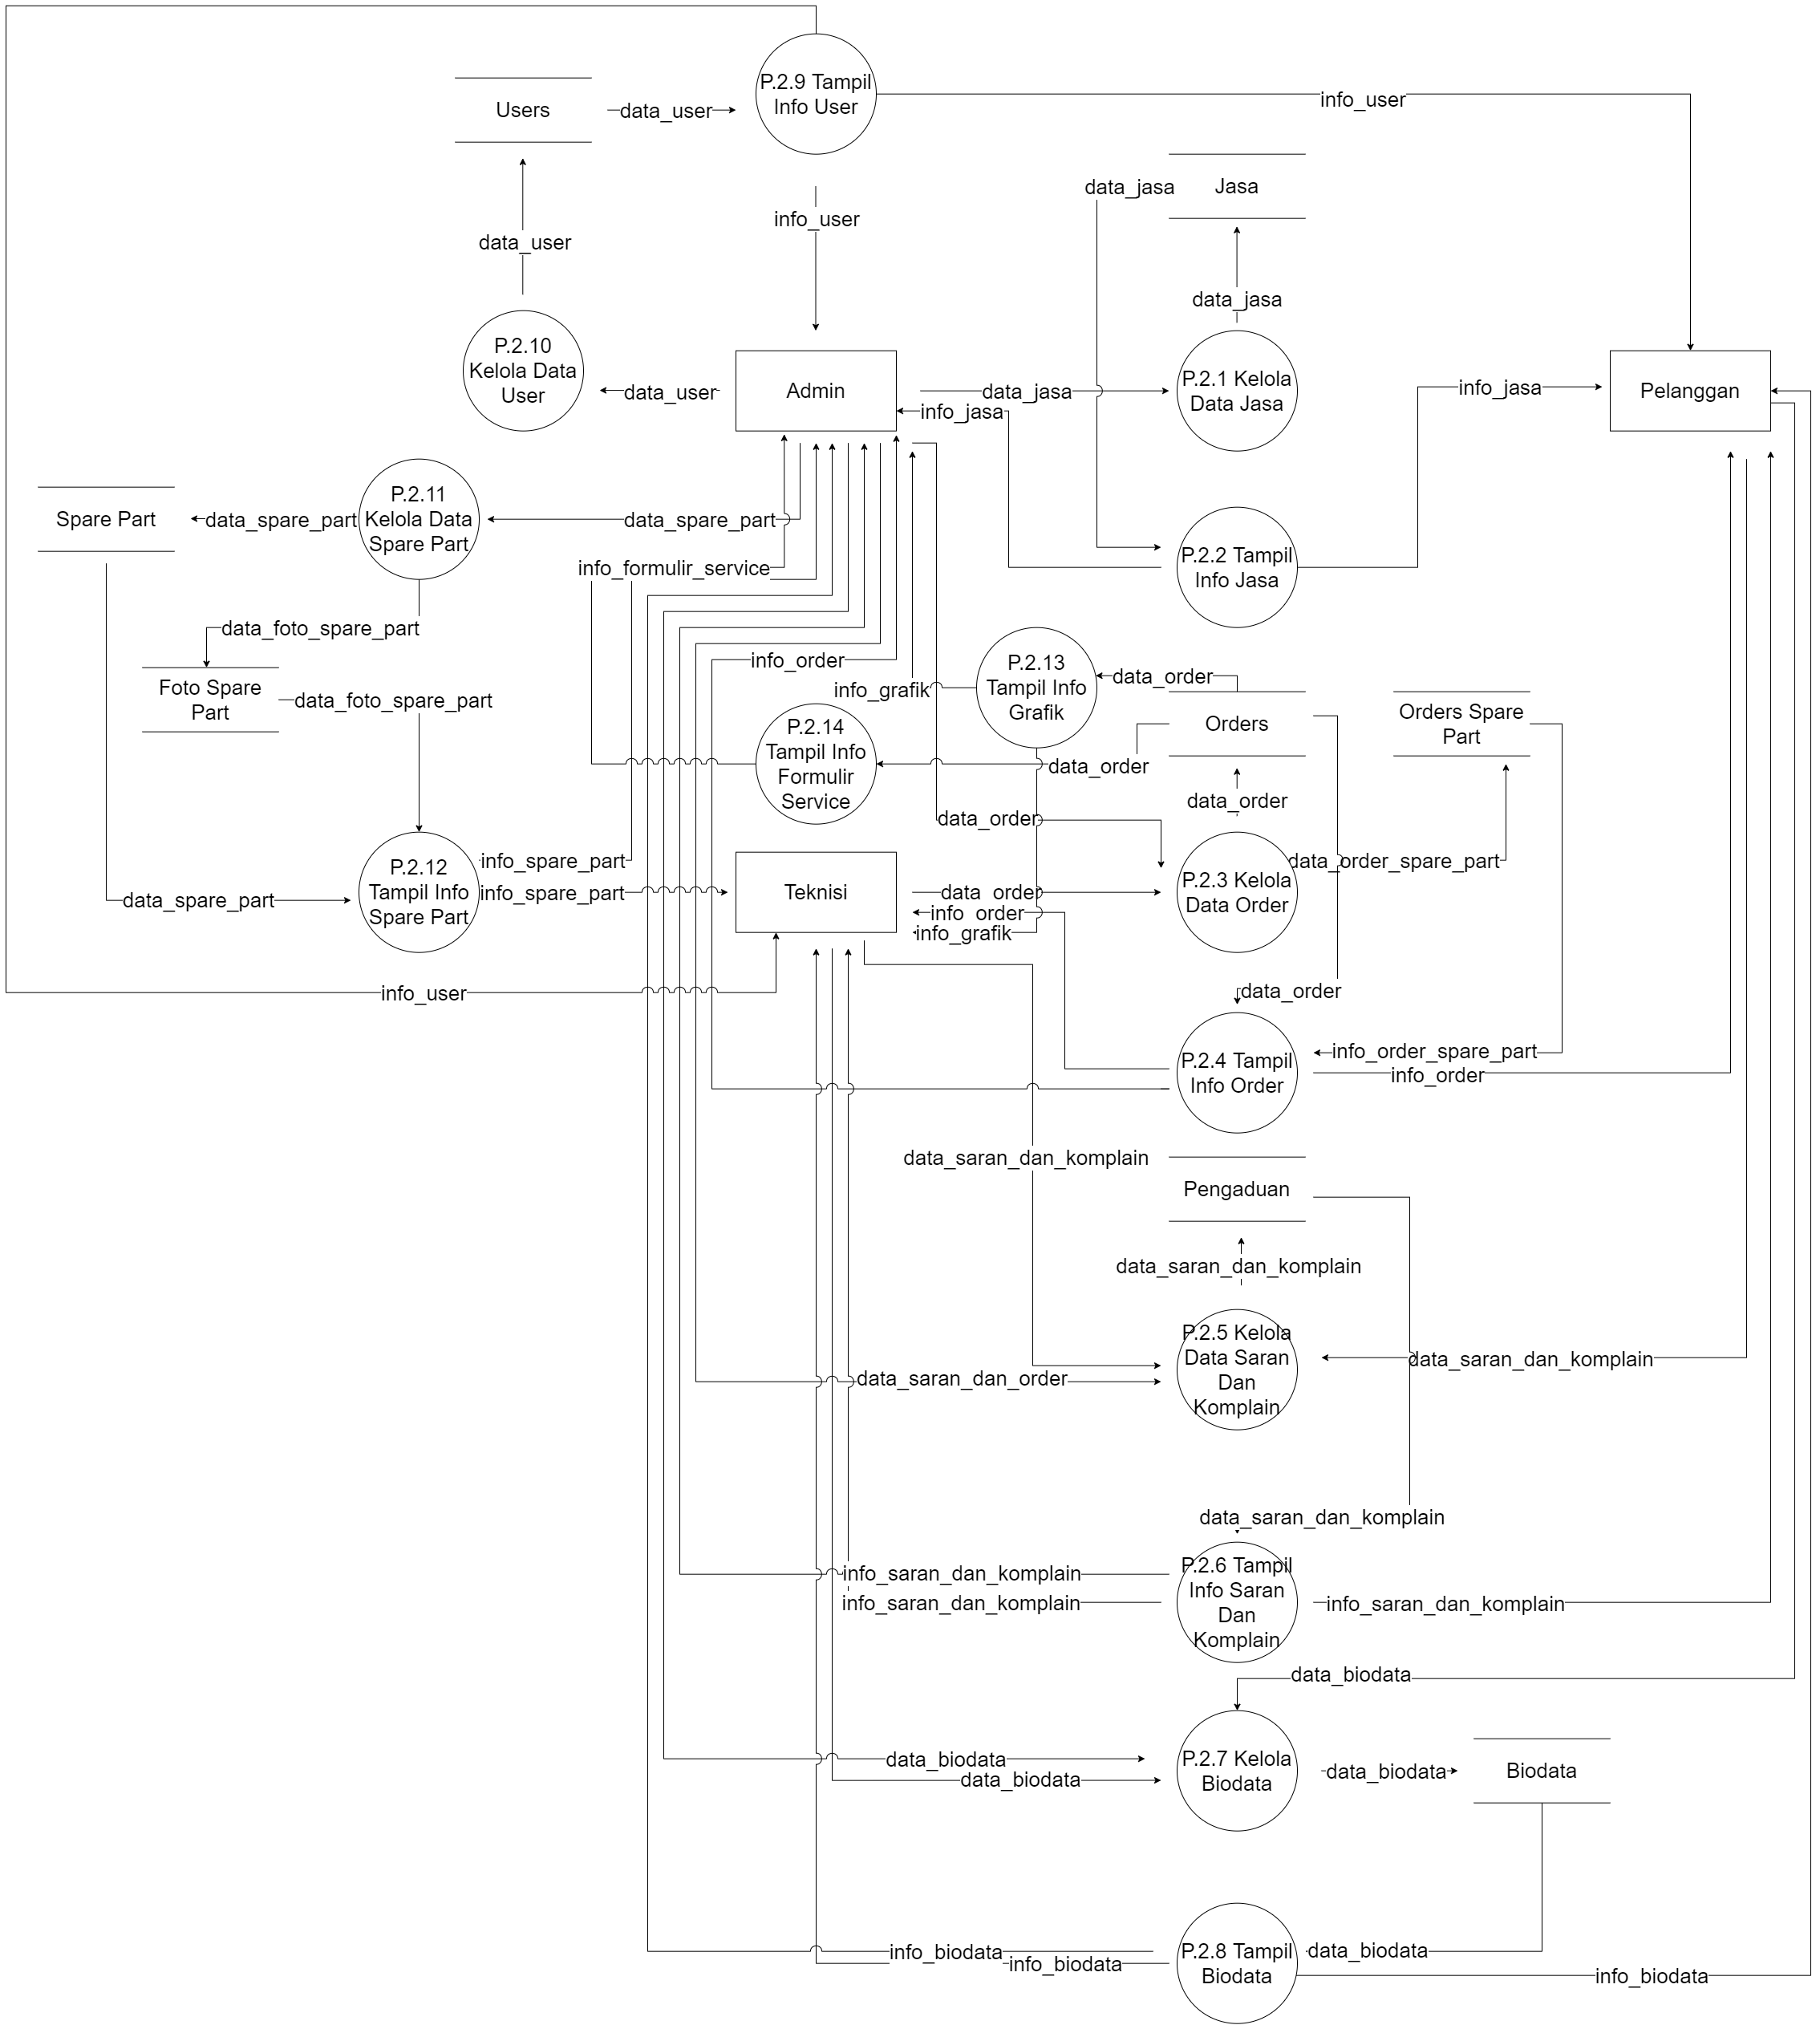 P.2.9 Tampil
Info User
Users
data_user
info_user
data_jasa
Jasa
info_user
data_user
data_jasa
P.2.10
Kelola Data
User
data_user
Admin
data_jasa
info_jasa
P.2.1 Kelola
Data Jasa
info_jasa
Pelanggan
Spare Part
data_spare_part
P.2.11
Kelola Data
Spare Part
data_spare_part
info_formulir_service
P.2.2 Tampil
Info Jasa
data_foto_spare_part
Foto Spare
Part
data_foto_spare_part
info_order
info_grafik
P.2.13
Tampil Info
Grafik
data_order
Orders
Orders Spare
Part
P.2.14
Tampil Info
Formulir
Service
data_order
data_order
data_order
P.2.12
Tampil Info
Spare Part
info_spare_part
info_spare_part
data_spare_part
Teknisi
data_order
info_order
info_grafik
P.2.3 Kelola
Data Order
data_order_spare_part
info_user
data_order
P.2.4 Tampil
Info Order
info_order_spare_part
info_order
data_saran_dan_komplain
Pengaduan
data_saran_dan_komplain
P.2.5 Kelola
Data Saran
Dan
Komplain
data_saran_dan_komplain
data_saran_dan_order
data_saran_dan_komplain
P.2.6 Tampil
Info Saran
Dan
Komplain
info_saran_dan_komplain
info_saran_dan_komplain
info_saran_dan_komplain
data_biodata
P.2.7 Kelola
Biodata
data_biodata
data_biodata
data_biodata
Biodata
P.2.8 Tampil
Biodata
info_biodata
info_biodata
data_biodata
info_biodata